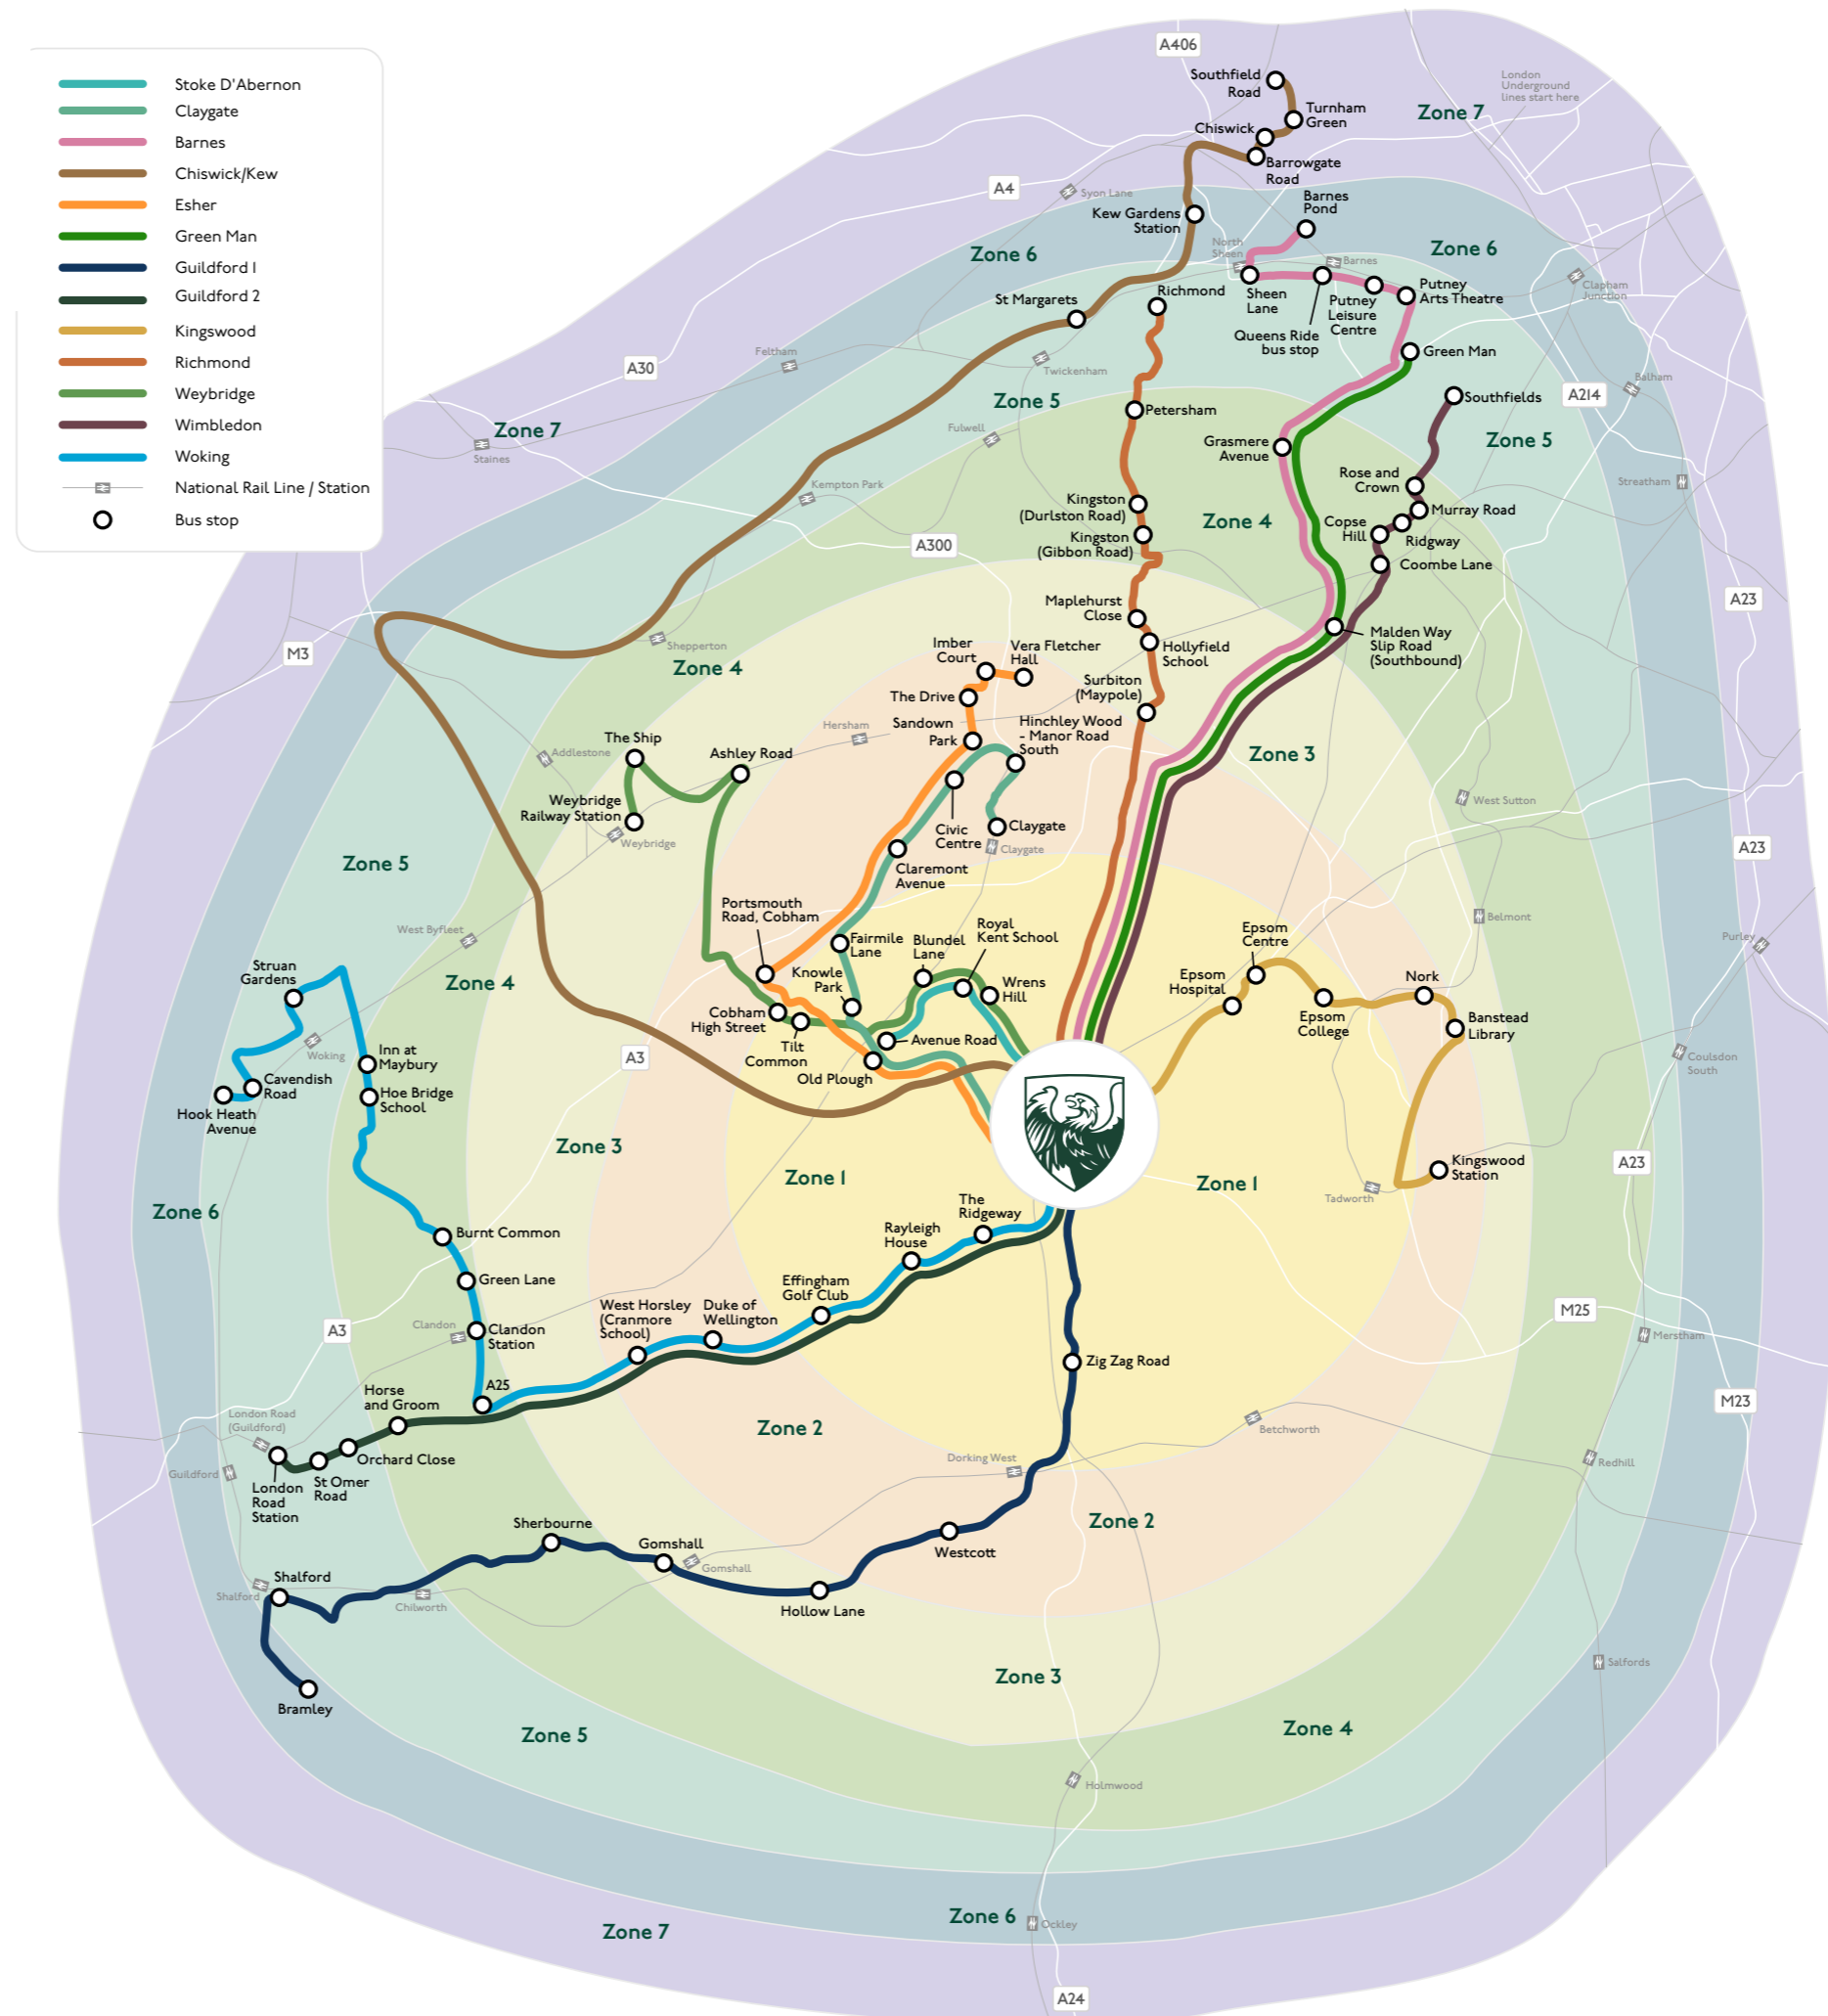 Stoke D'Abernon
Claygate
Barnes
Chiswick/Kew
Esher
Green Man
Guildford 1
Guildford 2
Kingswood
Richmond
Weybridge
Wimbledon
Woking
National Rail Line / Station
Bus stop
A406
London
Underground
lines start here
Southfield
Road
Turnham
Green
Zone 7
Chiswick
Barrowgate
Road
A4
Syon Lane
Barnes
Pond
Kew Gardens
Station
North
Sheen
Zone 6
Zone 6
Barnes
Clapham
Junction
Richmond
Sheen
Lane
Putney
Arts Theatre
Putney
Leisure
Centre
St Margarets
Queens Ride
bus stop
Green Man
Feltham
A30
Twickenham
Balham
A214
Zone 5
Southfields
Petersham
Zone 7
Fulwell
Zone 5
Staines
Grasmere
Avenue
Rose and
Crown
Streatham
Kempton Park
Kingston
(Durlston Road)
Murray Road
Zone 4
Copse
Hill
Ridgway
A300
Kingston
(Gibbon Road)
Coombe Lane
A23
Maplehurst
Close
M3
Shepperton
Imber
Court
Vera Fletcher
Hall
Hollyfield
School
Malden Way
Slip Road
(Southbound)
Zone 4
The Drive
Surbiton
(Maypole)
Hersham
Sandown
Park
Hinchley Wood
- Manor Road
South
The Ship
Addlestone
Ashley Road
Zone 3
Weybridge
Railway Station
West Sutton
Weybridge
Civic
Centre
Claygate
Claygate
A23
Zone 5
Claremont
Avenue
Portsmouth
Road, Cobham
Belmont
West Byfleet
Fairmile
Lane
Blundel
Lane
Royal
Kent School
Epsom
Centre
Purley
Struan
Gardens
Zone 4
Knowle
Park
Wrens
Hill
Epsom
Hospital
Nork
Cobham
High Street
Epsom
College
Banstead
Library
Tilt
Common
Avenue Road
Woking
Inn at
Maybury
A3
Old Plough
Coulsdon
South
Cavendish
Road
Hoe Bridge
School
Hook Heath
Avenue
Zone 3
Zone 1
Zone 1
Kingswood
Station
Tadworth
A23
Zone 6
The
Ridgeway
Burnt Common
Rayleigh
House
Green Lane
Effingham
Golf Club
M25
A3
Clandon
Clandon
Station
West Horsley
(Cranmore
School)
Duke of
Wellington
Merstham
Zig Zag Road
A25
Horse
and Groom
M23
London Road
(Guildford)
Zone 2
Betchworth
Guildford
Orchard Close
Dorking West
Redhill
London
Road
Station
St Omer
Road
Sherbourne
Zone 2
Gomshall
Gomshall
Westcott
Shalford
Shalford
Chilworth
Hollow Lane
Salfords
Zone 3
Bramley
Zone 5
Zone 4
Holmwood
Zone 6
Ockley
Zone 7
A24